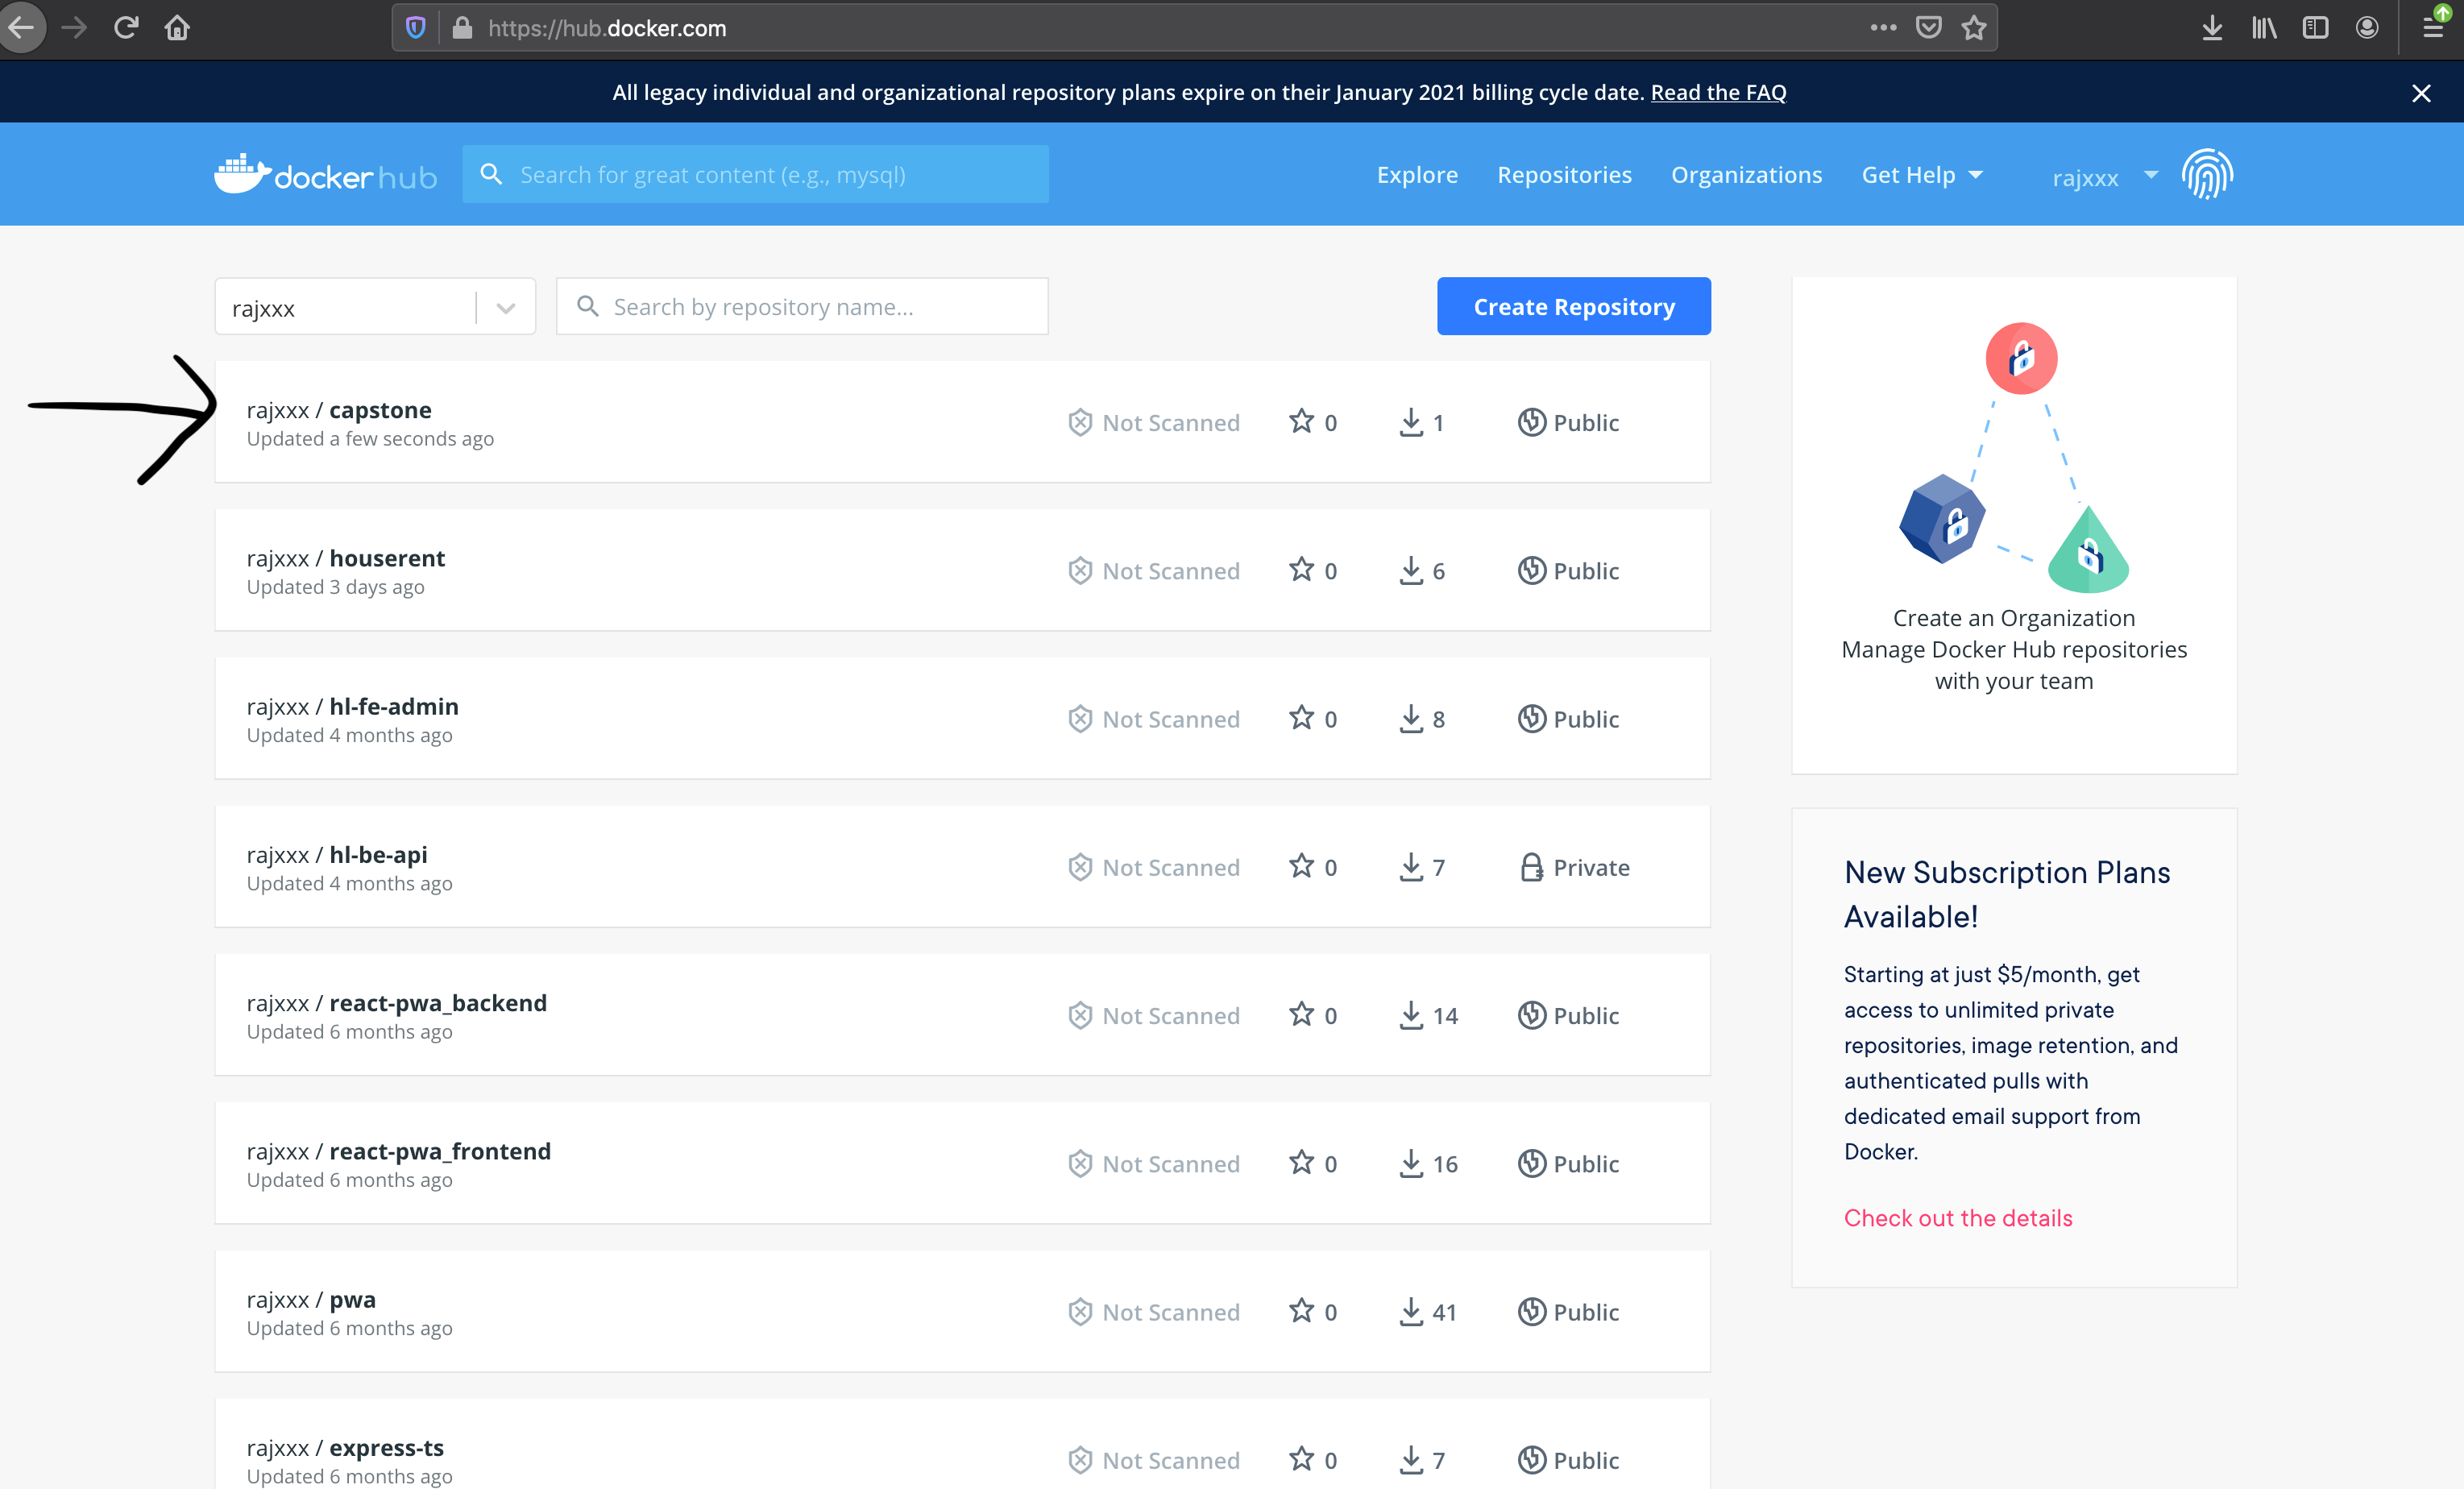 https://hub.docker.com
All legacy individual and organizational repository plans expire on their January 2021 billing cycle date. Read the FAQ
docker hub
Search for great content (e.g., mysql)
Explore
Repositories
Organizations
Get Help
rajxxx
rajxxx
Search by repository name...
Create Repository
rajxxx / capstone
Updated a few seconds ago
Not Scanned
0
1
Public
rajxxx / houserent
Updated 3 days ago
Not Scanned
0
6
Public
rajxxx / hl-fe-admin
Updated 4 months ago
Not Scanned
0
8
Public
rajxxx / hl-be-api
Updated 4 months ago
Not Scanned
0
7
Private
rajxxx / react-pwa_backend
Updated 6 months ago
Not Scanned
0
14
Public
rajxxx / react-pwa_frontend
Updated 6 months ago
Not Scanned
0
16
Public
rajxxx / pwa
Updated 6 months ago
Not Scanned
0
41
Public
rajxxx / express-ts
Updated 6 months ago
Not Scanned
0
7
Public
Create an Organization
Manage Docker Hub repositories
with your team
New Subscription Plans
Available!
Starting at just $5/month, get
access to unlimited private
repositories, image retention, and
authenticated pulls with
dedicated email support from
Docker.
Check out the details